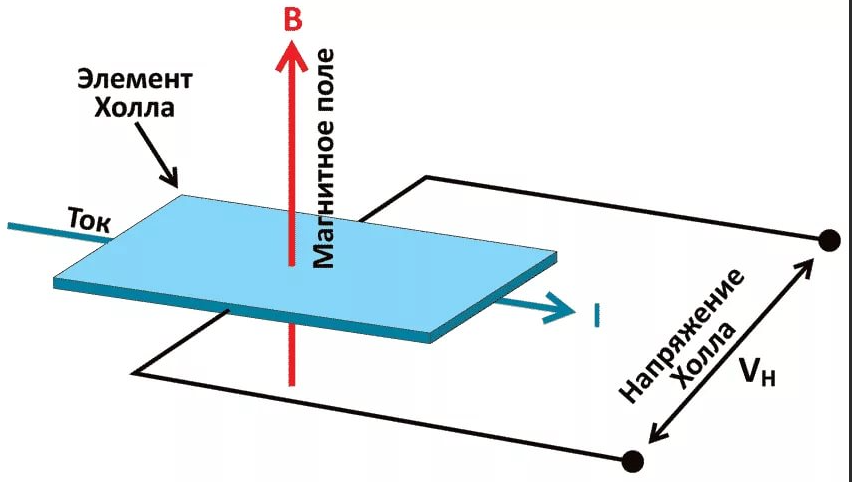 B
Элемент
Холла
Магнитное поле
Ток
I
Напряжение
Холла
VH